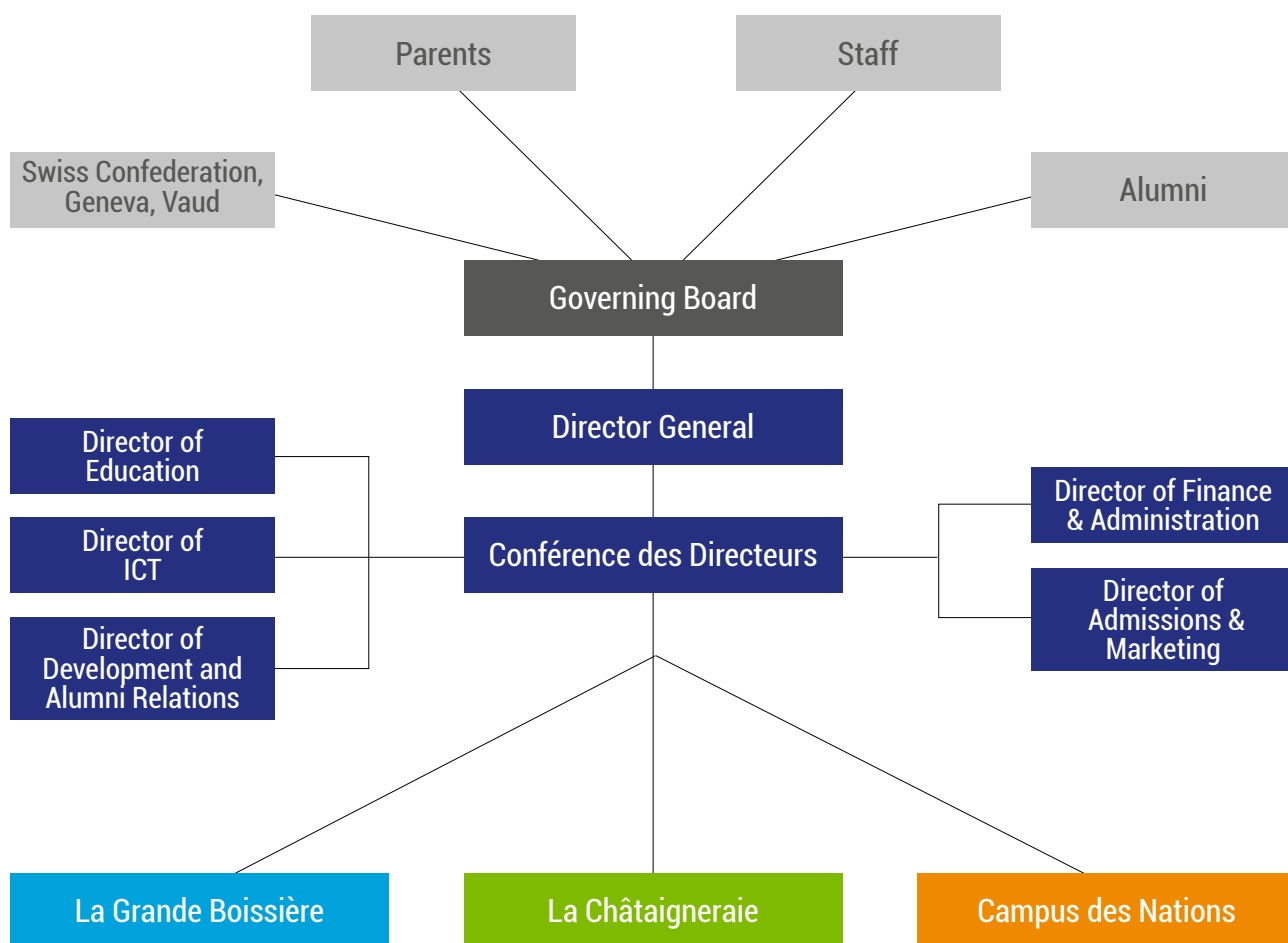 Parents
Staff
Swiss Confederation,
Geneva, Vaud
Alumni
Governing Board
Director General
Director of
Education
Director of Finance
& Administration
Director of
ICT
Conférence des Directeurs
Director of
Admissions &
Marketing
Director of
Development and
Alumni Relations
La Grande Boissière
La Châtaigneraie
Campus des Nations